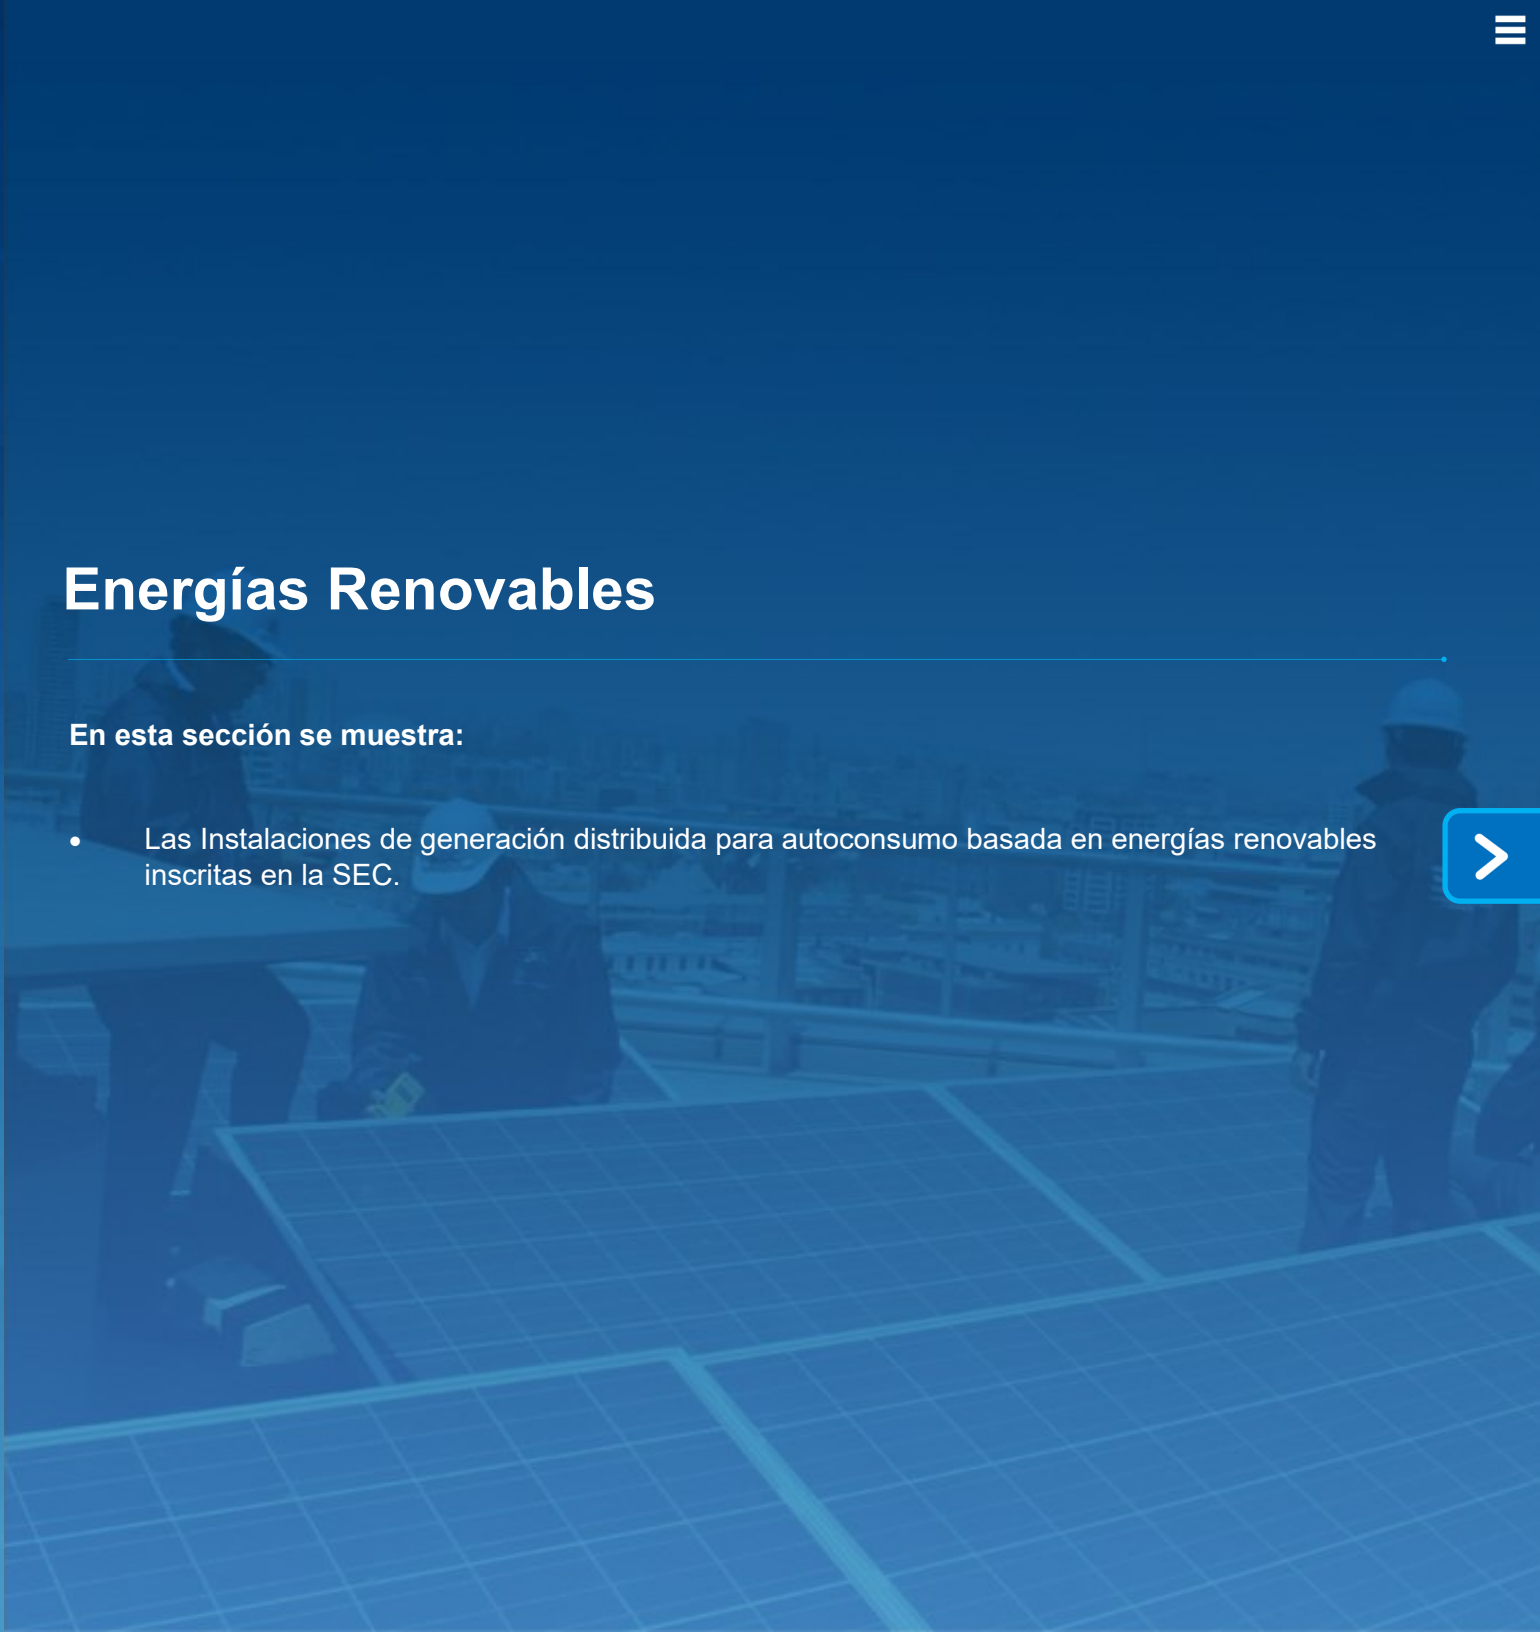 Energías Renovables
En esta sección se muestra:
• Las Instalaciones de generación distribuida para autoconsumo basada en energías renovables
inscritas en la SEC.